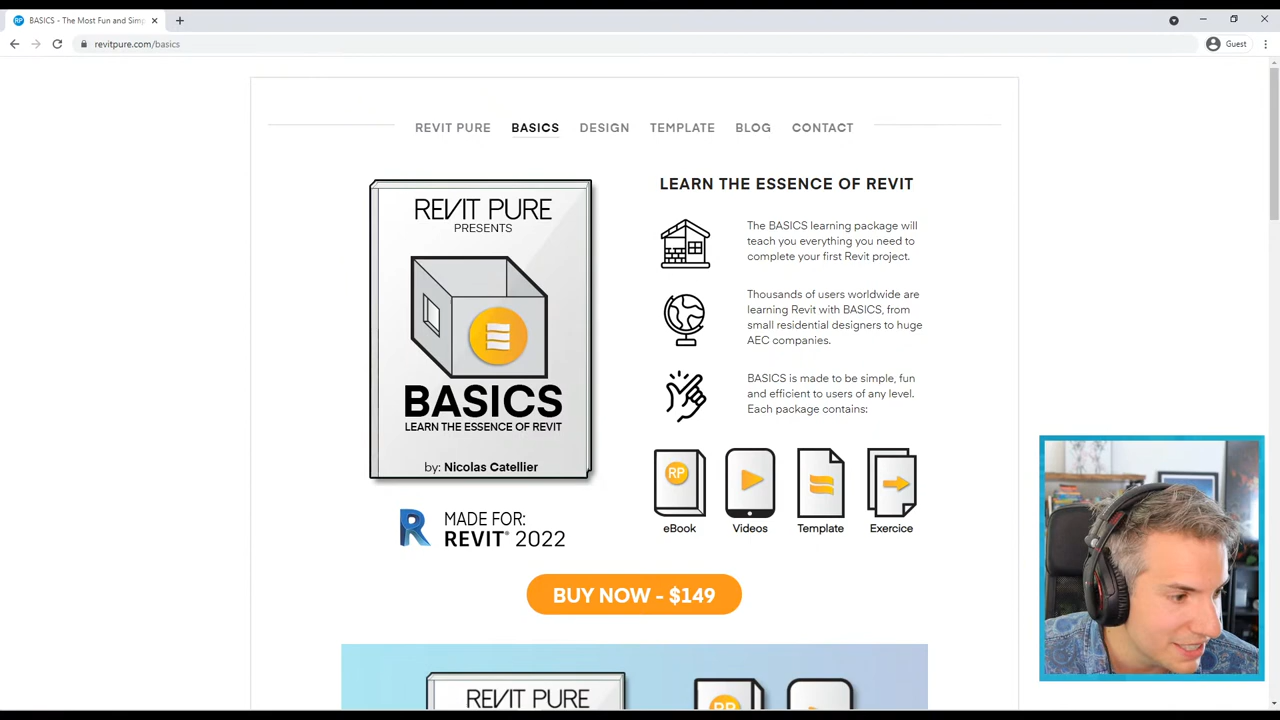 BASICS - The Most Fun and Simp
revitpure.com/basics
Guest
REVIT PURE BASICS DESIGN TEMPLATE BLOG CONTACT
REVIT PURE
PRESENTS
BASICS
LEARN THE ESSENCE OF REVIT
by: Nicolas Catellier
MADE FOR:
REVIT® 2022
LEARN THE ESSENCE OF REVIT
The BASICS learning package will
teach you everything you need to
complete your first Revit project.
Thousands of users worldwide are
learning Revit with BASICS, from
small residential designers to huge
AEC companies.
BASICS is made to be simple, fun
and efficient to users of any level.
Each package contains:
RP
eBook Videos Template Exercice
BUY NOW - $149
REVIT PURE
RP